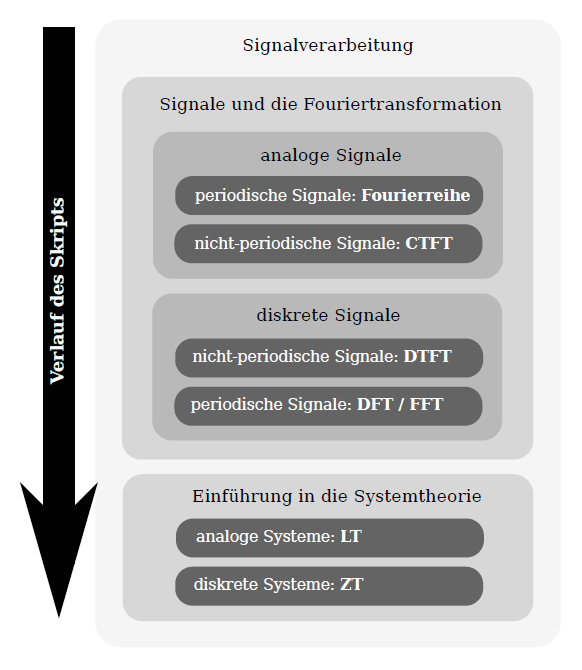 Signalverarbeitung
Signale und die Fouriertransformation
analoge Signale
periodische Signale: Fourierreihe
nicht-periodische Signale: CTFT
diskrete Signale
nicht-periodische Signale: DTFT
periodische Signale: DFT / FFT
Einführung in die Systemtheorie
analoge Systeme: LT
diskrete Systeme: ZT
Verlauf des Skripts